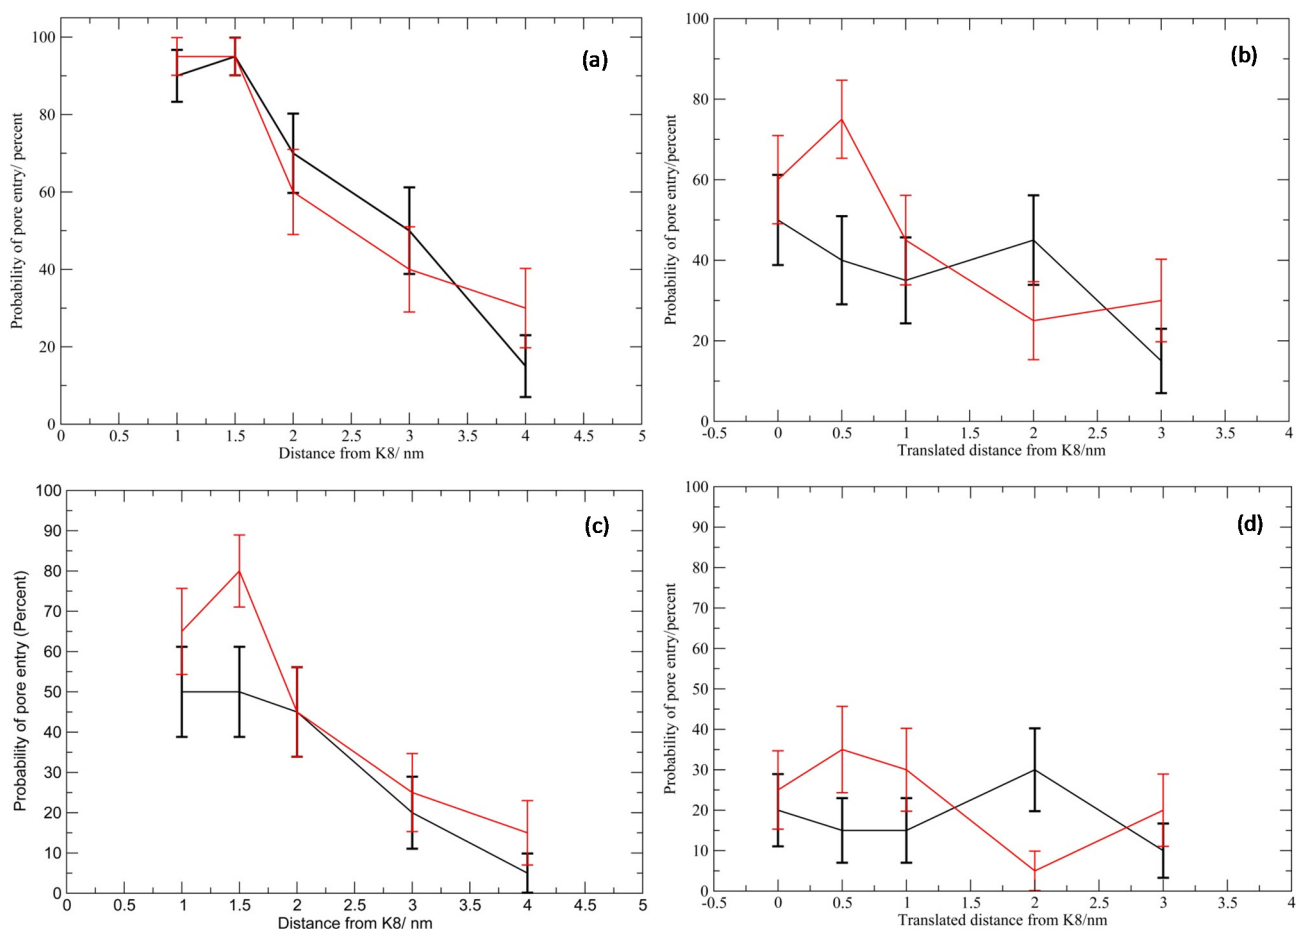 100
80
60
40
20
0
Probability of pore entry/ percent
(a)
0 0.5 1 1.5 2 2.5 3 3.5 4 4.5 5
Distance from K8/ nm
100
80
60
40
20
0
Probability of pore entry/percent
(b)
-0.5 0 0.5 1 1.5 2 2.5 3 3.5 4
Translated distance from K8/nm
100
90
80
70
60
50
40
30
20
10
0
Probability of pore entry (Percent)
(c)
0 0.5 1 1.5 2 2.5 3 3.5 4 4.5 5
Distance from K8/ nm
100
90
80
70
60
50
40
30
20
10
0
Probability of pore entry/percent
(d)
-0.5 0 0.5 1 1.5 2 2.5 3 3.5 4
Translated distance from K8/nm